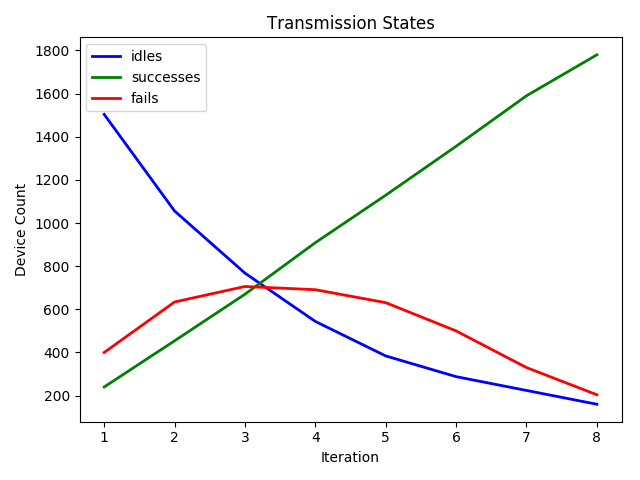 Transmission States
idles
successes
fails
Device Count
1800
1600
1400
1200
1000
800
600
400
200
1 2 3 4 5 6 7 8
Iteration